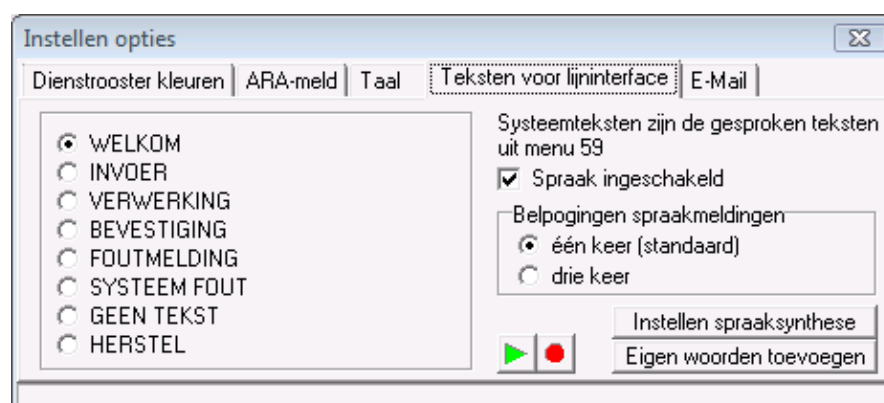 Instellen opties
Dienstrooster kleuren ARA-meld Taal Teksten voor lijninterface E-Mail
WELKOM
INVOER
VERWERKING
BEVESTIGING
FOUTMELDING
SYSTEEM FOUT
GEEN TEKST
HERSTEL
Systeemteksten zijn de gesproken teksten
uit menu 59
Spraak ingeschakeld
Belpogingen spraakmeldingen
één keer (standaard)
drie keer
Instellen spraaksynthese
Eigen woorden toevoegen